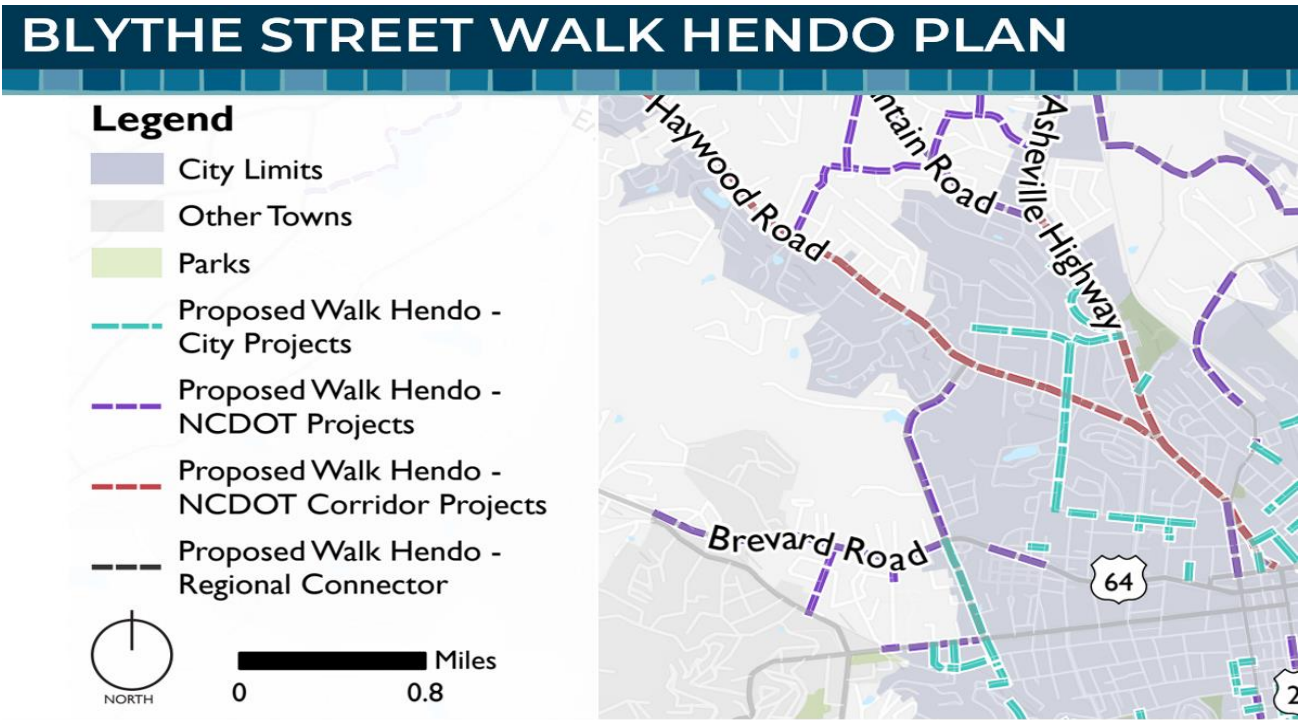 BLYTHE STREET WALK HENDO PLAN
Legend
City Limits
Other Towns
Parks
Proposed Walk Hendo -
City Projects
Proposed Walk Hendo -
NCDOT Projects
Proposed Walk Hendo -
NCDOT Corridor Projects
Proposed Walk Hendo -
Regional Connector
NORTH
Miles
0 0.8
Haywood Road
ntain Road
Asheville Highway
Brevard Road
64
2